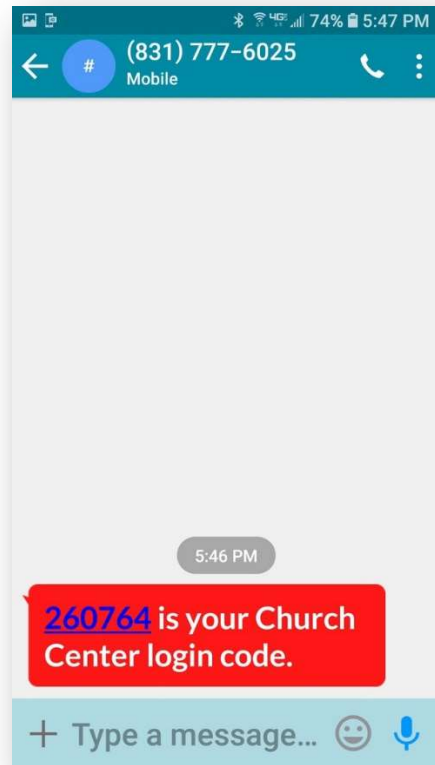 4GE 74% 5:47 PM
(831) 777-6025
#
Mobile
5:46 PM
260764 is your Church
Center login code.
Type a message...